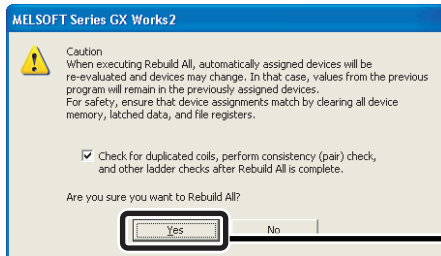 MELSOFT Series GX Works2
Caution
When executing Rebuild All, automatically assigned devices will be
re-evaluated and devices may change. In that case, values from the previous
program will remain in the previously assigned devices.
For safety, ensure that device assignments match by clearing all device
memory, latched data, and file registers.
Check for duplicated coils, perform consistency (pair) check,
and other ladder checks after Rebuild All is complete.
Are you sure you want to Rebuild All?
Yes No